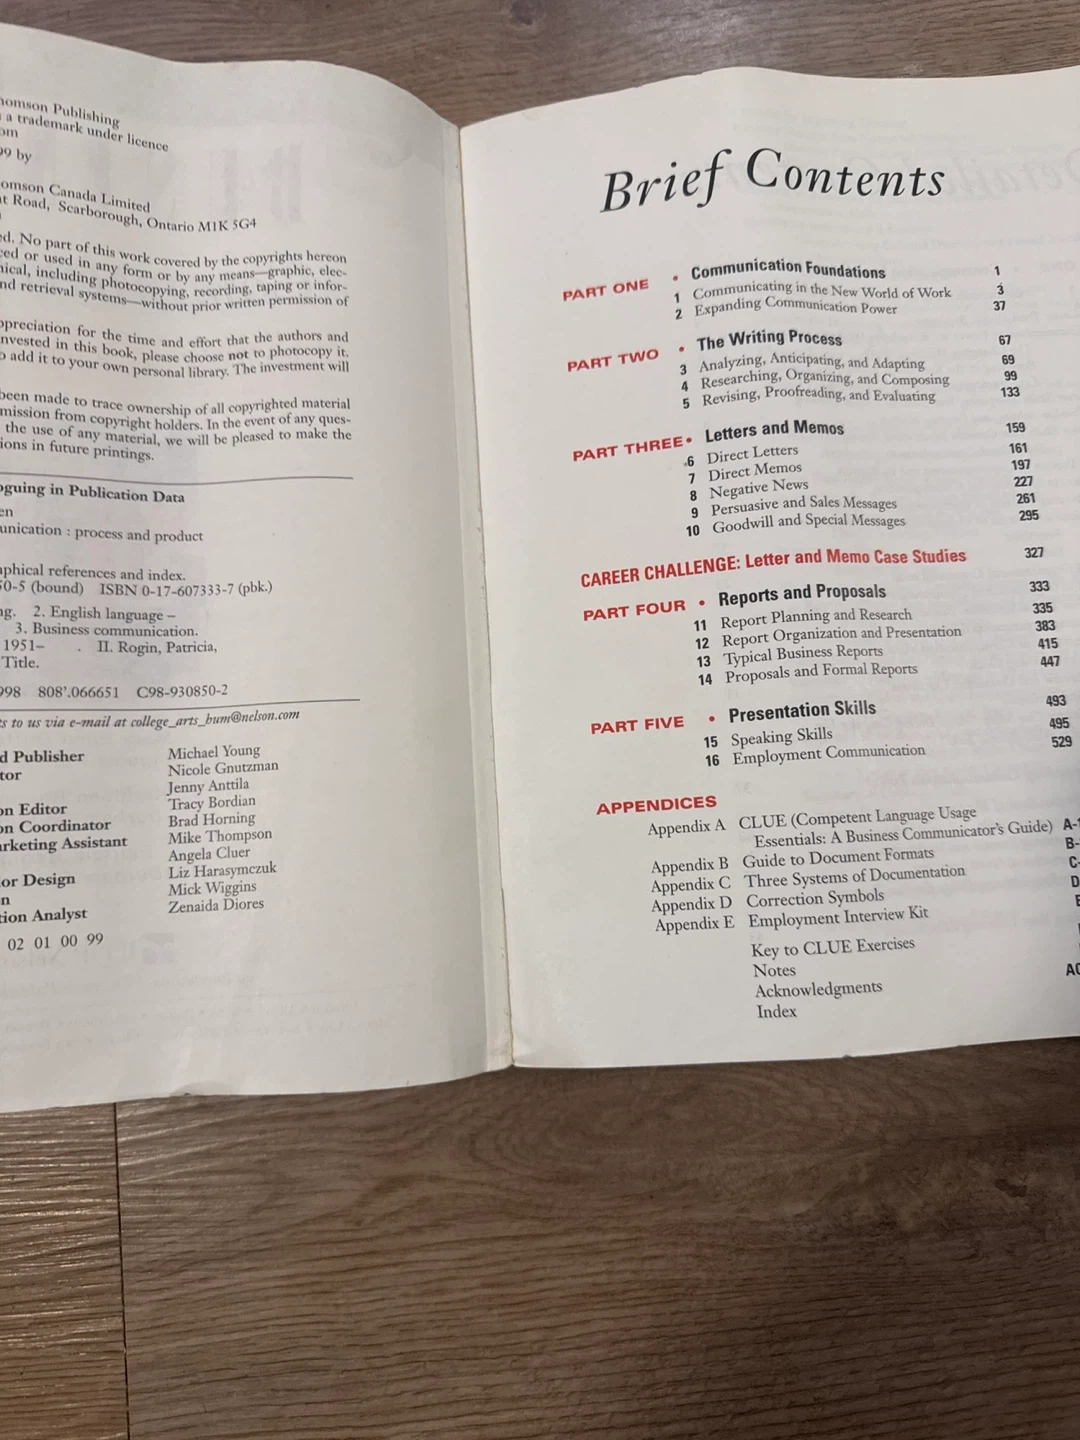 homson Publishing
a trademark under licence
om
99 by
omson Canada Limited
t Road, Scarborough, Ontario M1K 5G4
ed. No part of this work covered by the copyrights hereon
ced or used in any form or by any means—graphic, elec-
nical, including photocopying, recording, taping or infor-
nd retrieval systems—without prior written permission of
ppreciation for the time and effort that the authors and
nvested in this book, please choose not to photocopy it.
o add it to your own personal library. The investment will
been made to trace ownership of all copyrighted material
mission from copyright holders. In the event of any ques-
the use of any material, we will be pleased to make the
ions in future printings.
oguing in Publication Data
en
unication : process and product
aphical references and index.
50-5 (bound) ISBN 0-17-607333-7 (pbk.)
ng. 2. English language –
3. Business communication.
1951– . II. Rogin, Patricia,
Title.
998 808'.066651 C98-930850-2
ts to us via e-mail at college_arts_hum@nelson.com
d Publisher
tor
on Editor
on Coordinator
arketing Assistant
or Design
n
tion Analyst
Michael Young
Nicole Gnutzman
Jenny Anttila
Tracy Bordian
Brad Horning
Mike Thompson
Angela Cluer
Liz Harasymczuk
Mick Wiggins
Zenaida Diores
02 01 00 99
Brief Contents
PART ONE • Communication Foundations 1
1 Communicating in the New World of Work 3
2 Expanding Communication Power 37
PART TWO • The Writing Process 67
3 Analyzing, Anticipating, and Adapting 69
4 Researching, Organizing, and Composing 99
5 Revising, Proofreading, and Evaluating 133
PART THREE • Letters and Memos 159
6 Direct Letters 161
7 Direct Memos 197
8 Negative News 227
9 Persuasive and Sales Messages 261
10 Goodwill and Special Messages 295
CAREER CHALLENGE: Letter and Memo Case Studies 327
PART FOUR • Reports and Proposals 333
11 Report Planning and Research 335
12 Report Organization and Presentation 383
13 Typical Business Reports 415
14 Proposals and Formal Reports 447
PART FIVE • Presentation Skills 493
15 Speaking Skills 495
16 Employment Communication 529
APPENDICES
Appendix A CLUE (Competent Language Usage
Essentials: A Business Communicator's Guide) A-1
Appendix B Guide to Document Formats B-
Appendix C Three Systems of Documentation C-
Appendix D Correction Symbols D
Appendix E Employment Interview Kit E
Key to CLUE Exercises
Notes
Acknowledgments AC
Index